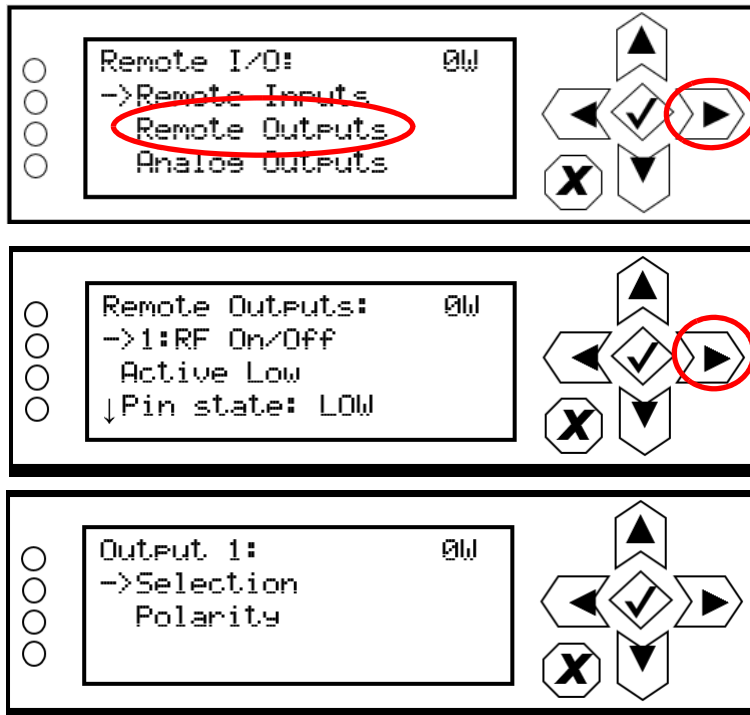 Remote I/O: 0W
->Remote Inputs
Remote Outputs
Analog Outputs
X
Remote Outputs: 0W
->1:RF On/Off
Active Low
↓Pin state: LOW
X
Output 1: 0W
->Selection
Polarity
X